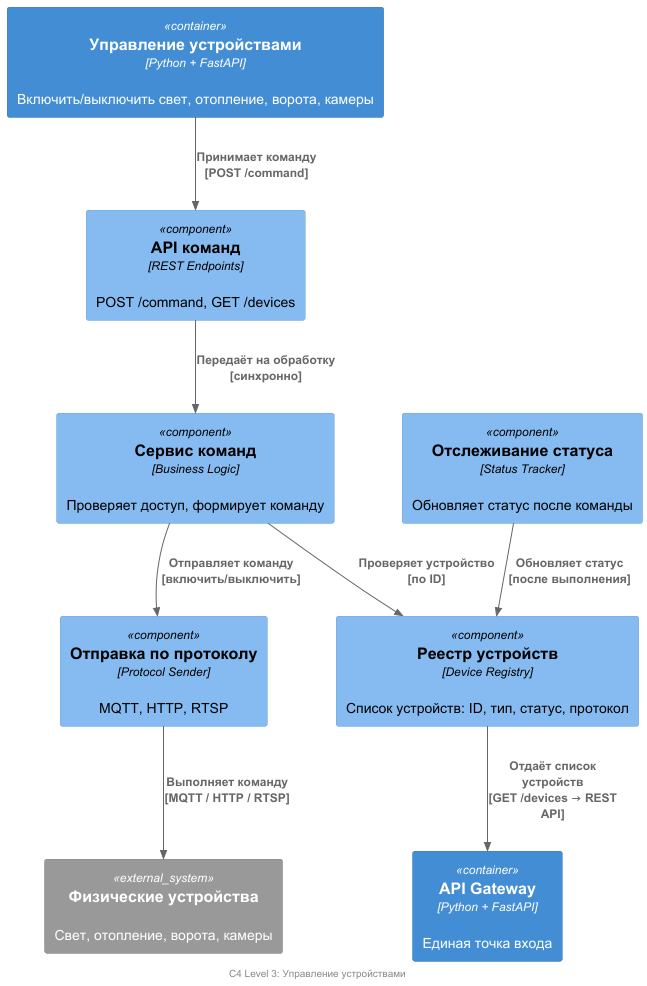 «container»
Управление устройствами
[Python + FastAPI]
Включить/выключить свет, отопление, ворота, камеры
Принимает команду
[POST /command]
«component»
API команд
[REST Endpoints]
POST /command, GET /devices
Передаёт на обработку
[синхронно]
«component»
Сервис команд
[Business Logic]
Проверяет доступ, формирует команду
«component»
Отслеживание статуса
[Status Tracker]
Обновляет статус после команды
Отправляет команду
[включить/выключить]
Проверяет устройство
[по ID]
Обновляет статус
[после выполнения]
«component»
Отправка по протоколу
[Protocol Sender]
MQTT, HTTP, RTSP
«component»
Реестр устройств
[Device Registry]
Список устройств: ID, тип, статус, протокол
Выполняет команду
[MQTT / HTTP / RTSP]
Отдаёт список
устройств
[GET /devices → REST
API]
«external_system»
Физические устройства
Свет, отопление, ворота, камеры
«container»
API Gateway
[Python + FastAPI]
Единая точка входа
C4 Level 3: Управление устройствами